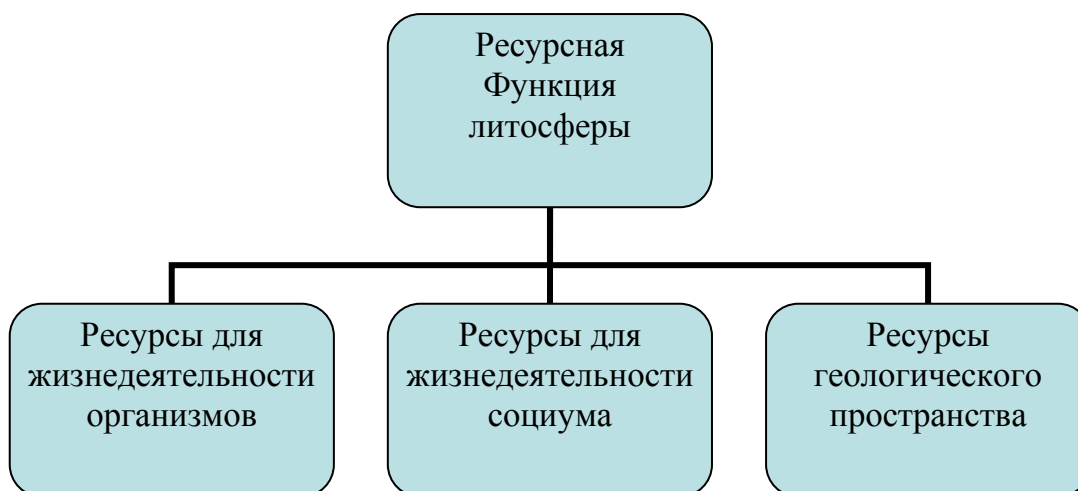 Ресурсная
Функция
литосферы
Ресурсы для
жизнедеятельности
организмов
Ресурсы для
жизнедеятельности
социума
Ресурсы
геологического
пространства